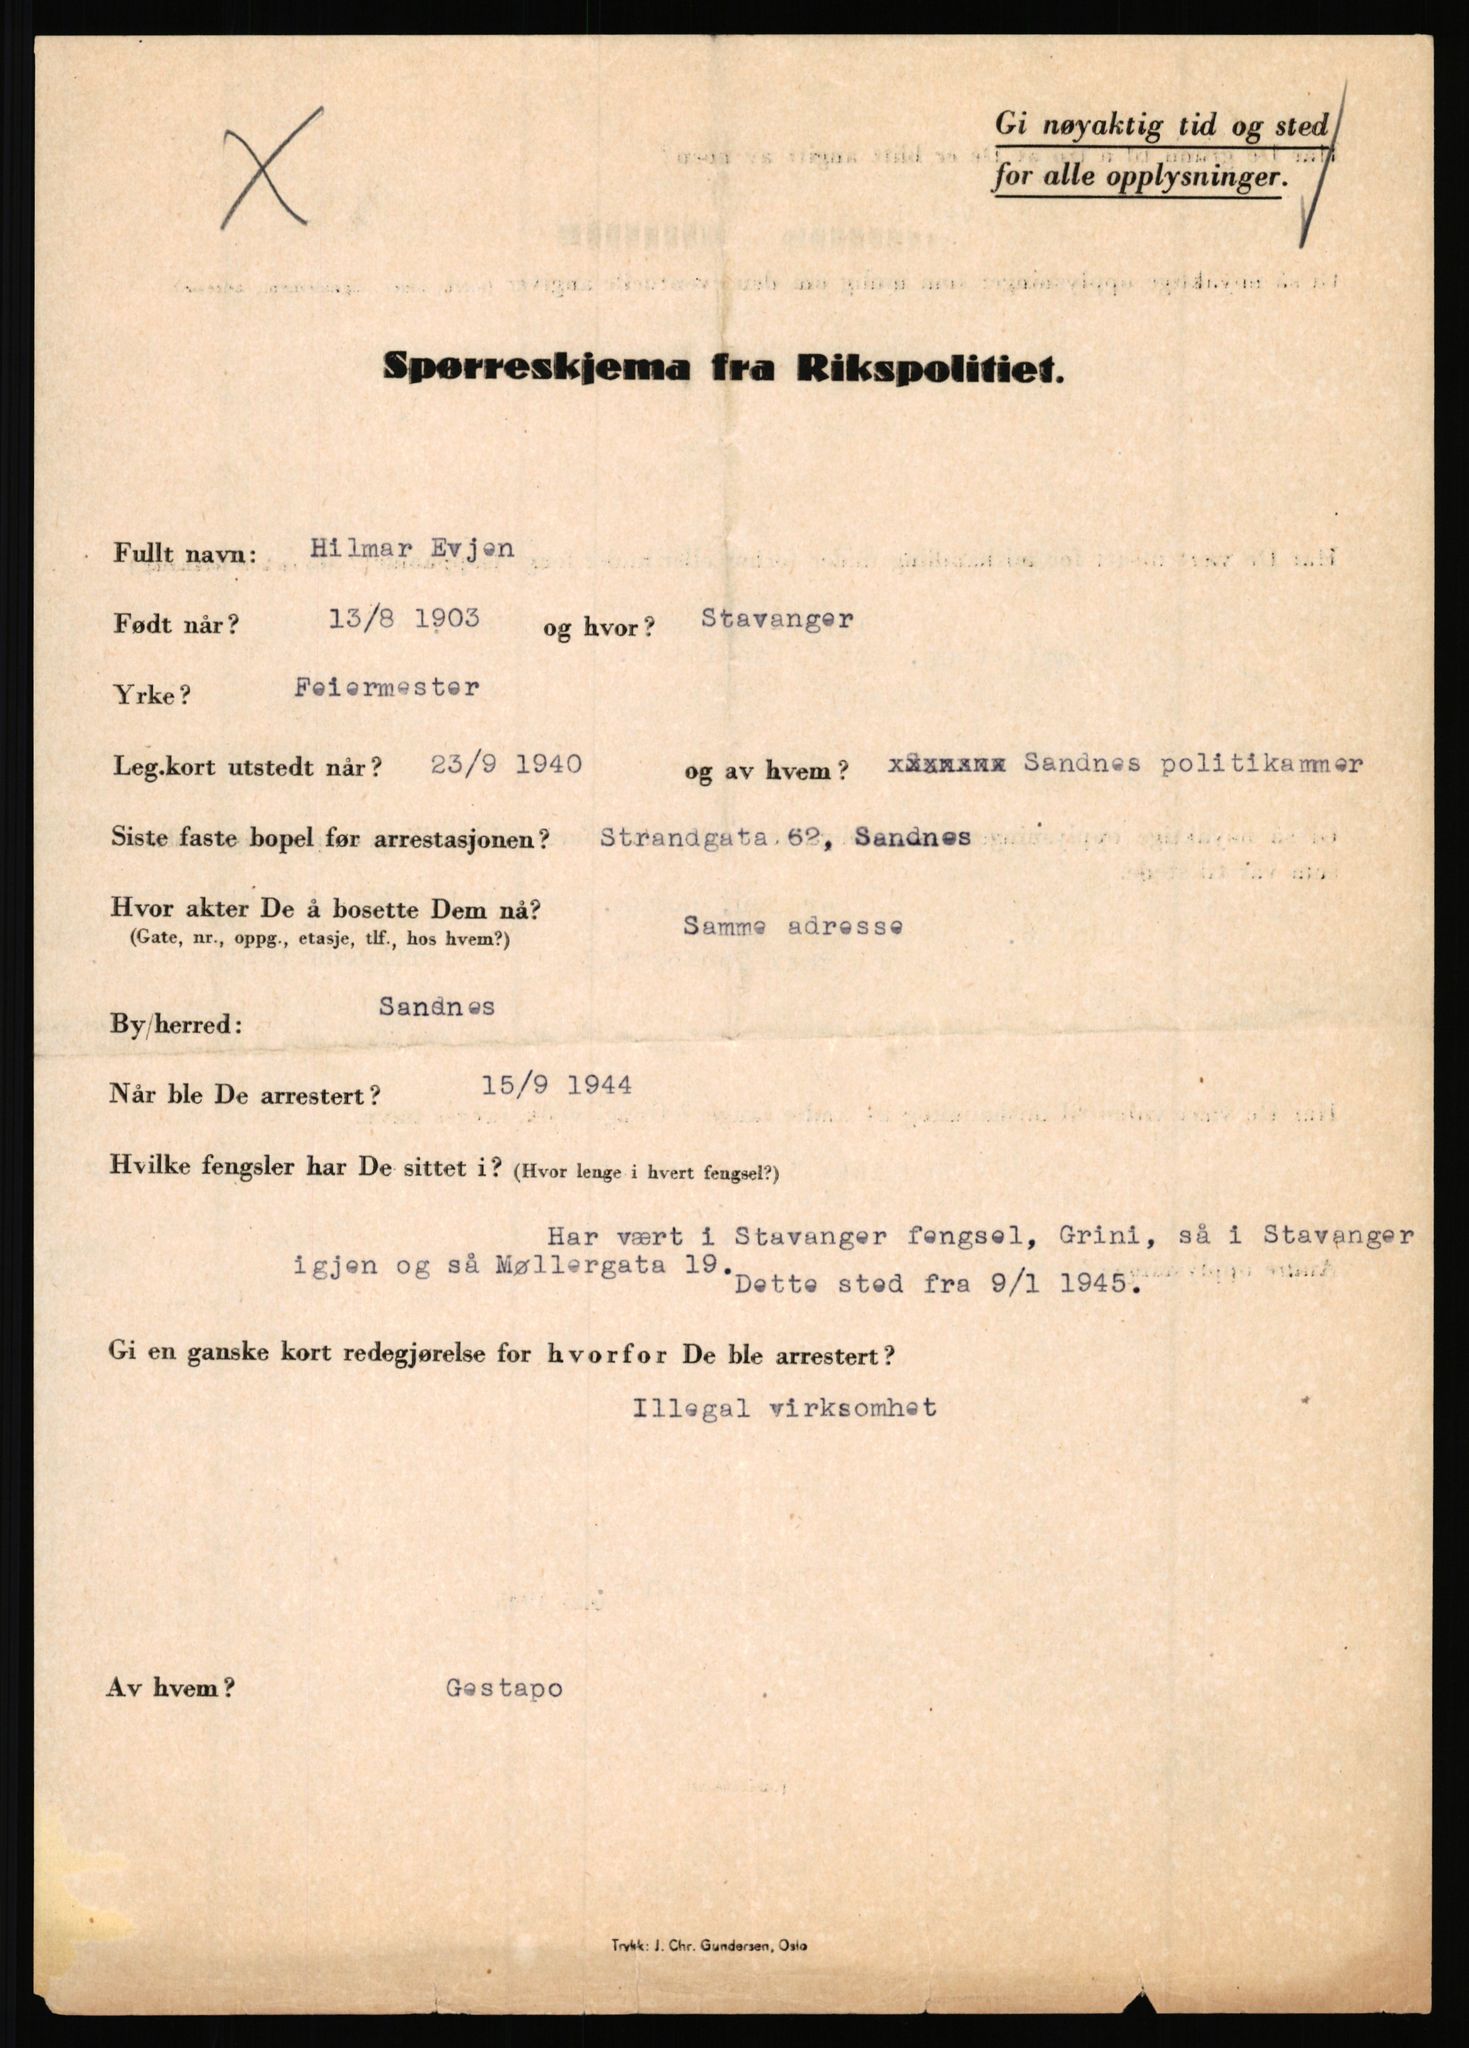 Gi nøyaktig tid og sted
for alle opplysninger.
Spørreskjema fra Rikspolitiet.
Fullt navn: Hilmar Evjen
Født når? 13/8 1903 og hvor? Stavanger
Yrke? Feiermester
Leg.kort utstedt når? 23/9 1940 og av hvem? Sandnes politikammer
Siste faste bopel før arrestasjonen? Strandgata 62, Sandnes
Hvor akter De å bosette Dem nå? Samme adresse
(Gate, nr., oppg., etasje, tlf., hos hvem?)
By/herred: Sandnes
Når ble De arrestert? 15/9 1944
Hvilke fengsler har De sittet i? (Hvor lenge i hvert fengsel?)
Har vært i Stavanger fengsel, Grini, så i Stavanger
igjen og så Møllergata 19.
Dette sted fra 9/1 1945.
Gi en ganske kort redegjørelse for hvorfor De ble arrestert?
Illegal virksomhet
Av hvem? Gestapo
Trykk: J. Chr. Gundersen, Oslo